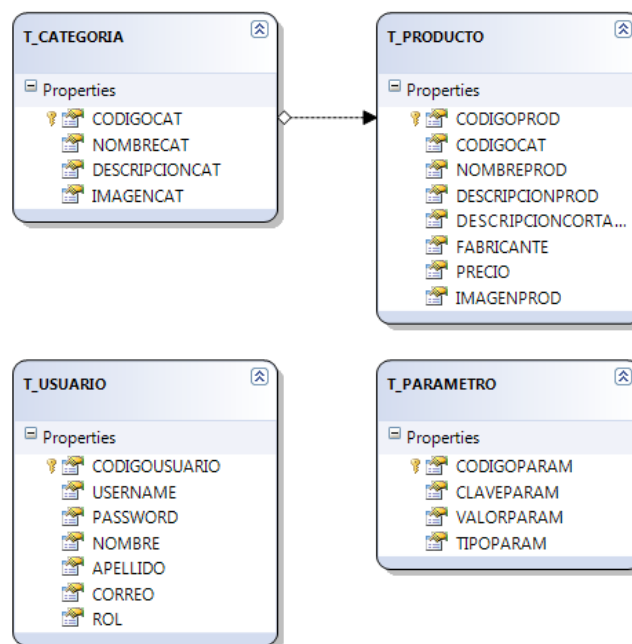 T_CATEGORIA
Properties
CODIGOCAT
NOMBRECAT
DESCRIPCIONCAT
IMAGENCAT
T_PRODUCTO
Properties
CODIGOPROD
CODIGOCAT
NOMBREPROD
DESCRIPCIONPROD
DESCRIPCIONCORTA...
FABRICANTE
PRECIO
IMAGENPROD
T_USUARIO
Properties
CODIGOUSUARIO
USERNAME
PASSWORD
NOMBRE
APELLIDO
CORREO
ROL
T_PARAMETRO
Properties
CODIGOPARAM
CLAVEPARAM
VALORPARAM
TIPOPARAM